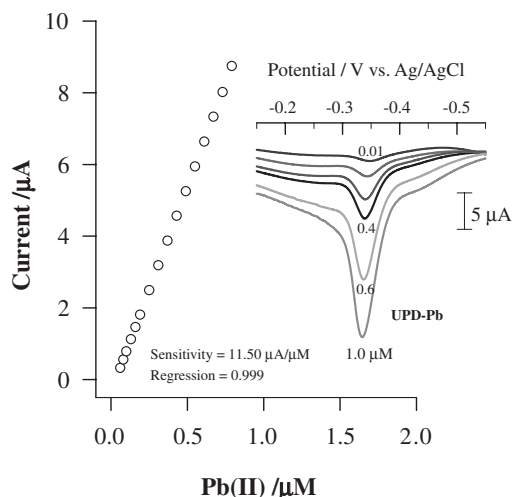 10
8
6
4
2
0
Current /μA
0.0 0.5 1.0 1.5 2.0
Pb(II) /μM
Potential / V vs. Ag/AgCl
-0.2 -0.3 -0.4 -0.5
0.01
0.4
0.6
1.0 μM
5 μA
UPD-Pb
Sensitivity = 11.50 μA/μM
Regression = 0.999